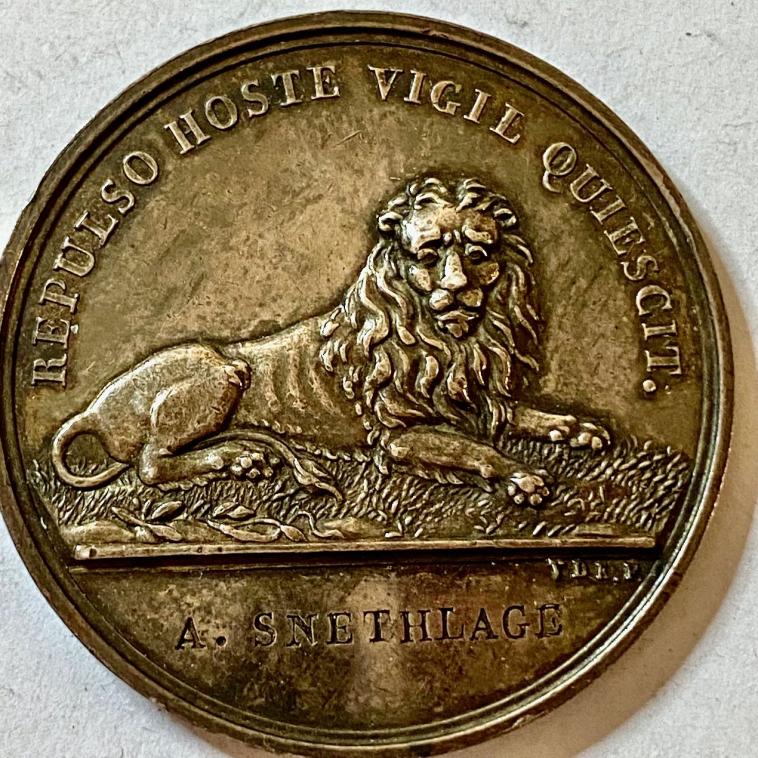 REPULSO HOSTE VIGIL QUIESCIT.
A. SNETHLAGE